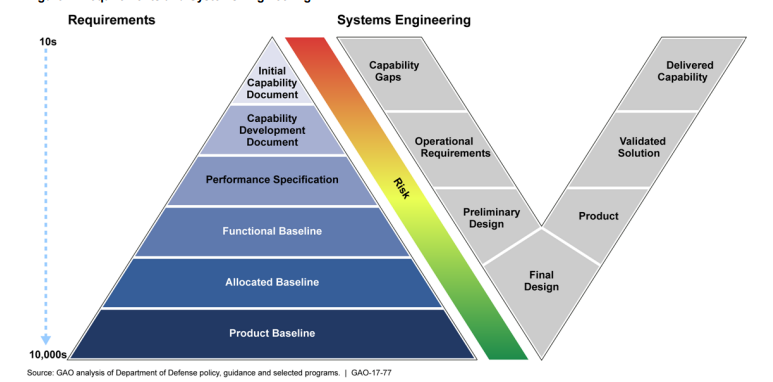 Requirements
Systems Engineering
10s
10,000s
Initial
Capability
Document
Capability
Development
Document
Performance Specification
Functional Baseline
Allocated Baseline
Product Baseline
Risk
Capability
Gaps
Operational
Requirements
Preliminary
Design
Final
Design
Product
Validated
Solution
Delivered
Capability
Source: GAO analysis of Department of Defense policy, guidance and selected programs. | GAO-17-77